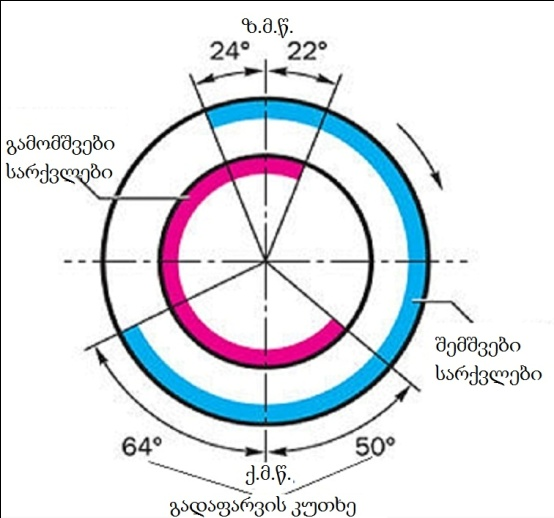 ზ.მ.წ.
24° 22°
გამომშვები
სარქვლები
შემშვები
სარქვლები
64° 50°
ქ.მ.წ.
გადაფარვის კუთხე